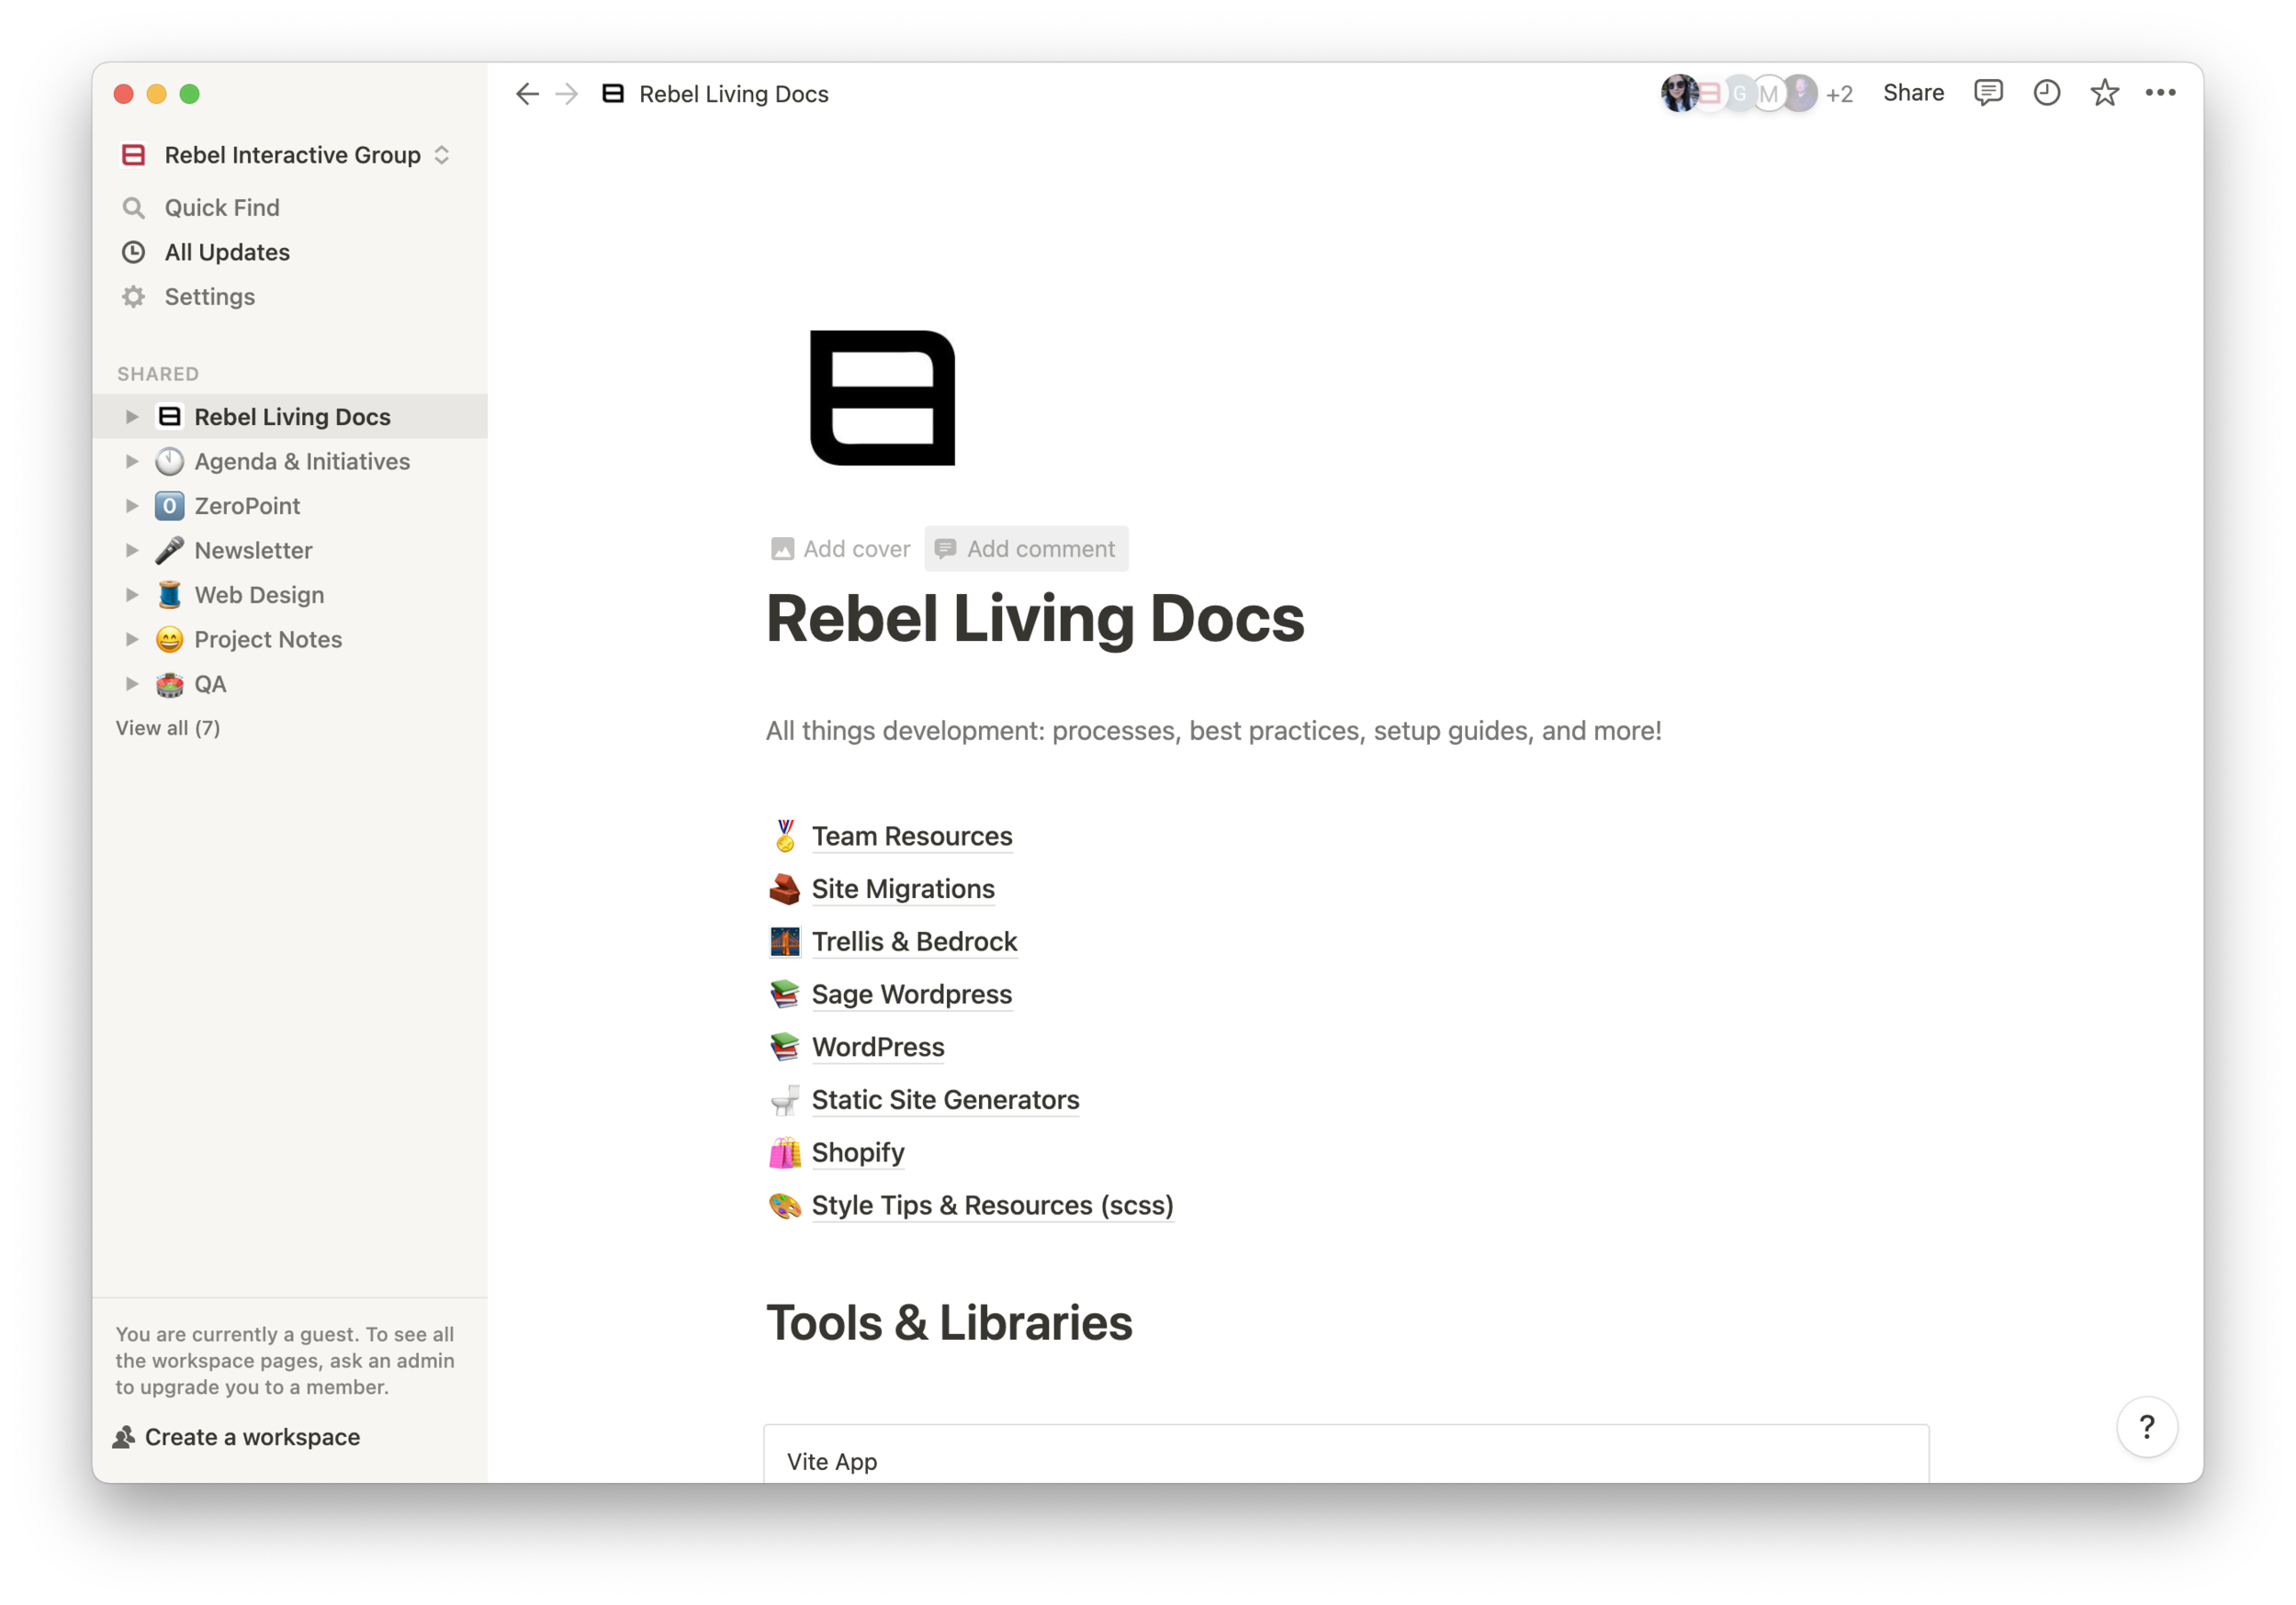 Rebel Living Docs
G
M
+2
Share
Rebel Interactive Group
Quick Find
All Updates
Settings
SHARED
Rebel Living Docs
Agenda & Initiatives
0
ZeroPoint
Newsletter
Web Design
Project Notes
QA
View all (7)
You are currently a guest. To see all
the workspace pages, ask an admin
to upgrade you to a member.
Create a workspace
Add cover
Add comment
Rebel Living Docs
All things development: processes, best practices, setup guides, and more!
Team Resources
Site Migrations
Trellis & Bedrock
Sage Wordpress
WordPress
Static Site Generators
Shopify
Style Tips & Resources (scss)
Tools & Libraries
Vite App
?